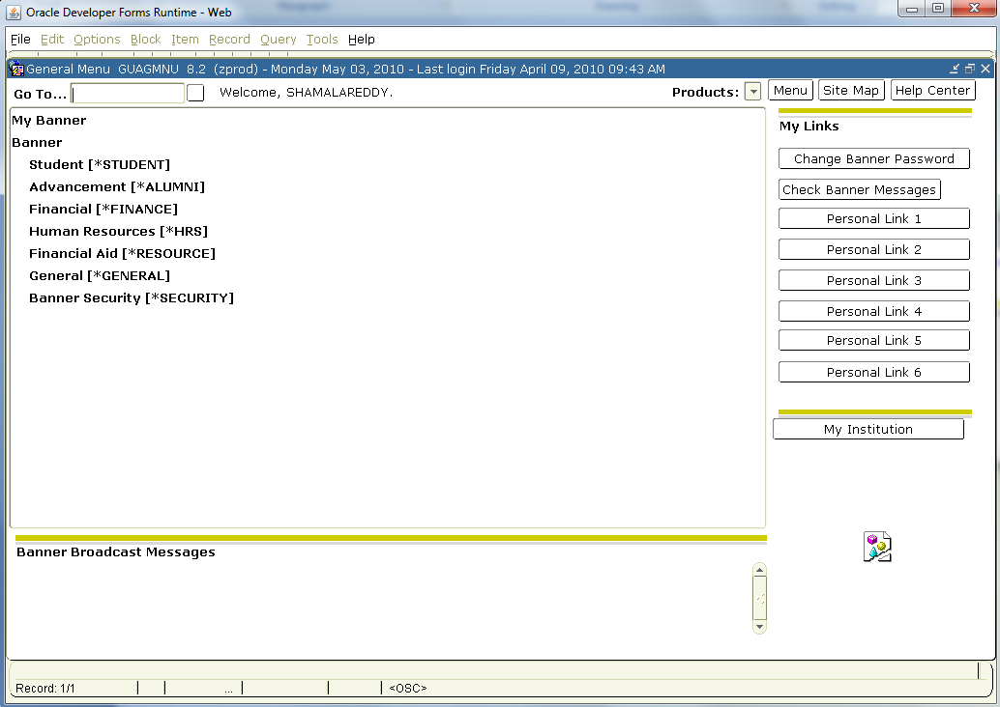 Oracle Developer Forms Runtime - Web
File Edit Options Block Item Record Query Tools Help
General Menu GUAGMNU 8.2 (zprod) - Monday May 03, 2010 - Last login Friday April 09, 2010 09:43 AM
Go To... Welcome, SHAMALAREDDY. Products: Menu Site Map Help Center
My Banner
Banner
Student [*STUDENT]
Advancement [*ALUMNI]
Financial [*FINANCE]
Human Resources [*HRS]
Financial Aid [*RESOURCE]
General [*GENERAL]
Banner Security [*SECURITY]
My Links
Change Banner Password
Check Banner Messages
Personal Link 1
Personal Link 2
Personal Link 3
Personal Link 4
Personal Link 5
Personal Link 6
My Institution
Banner Broadcast Messages
Record: 1/1 ... <OSC>